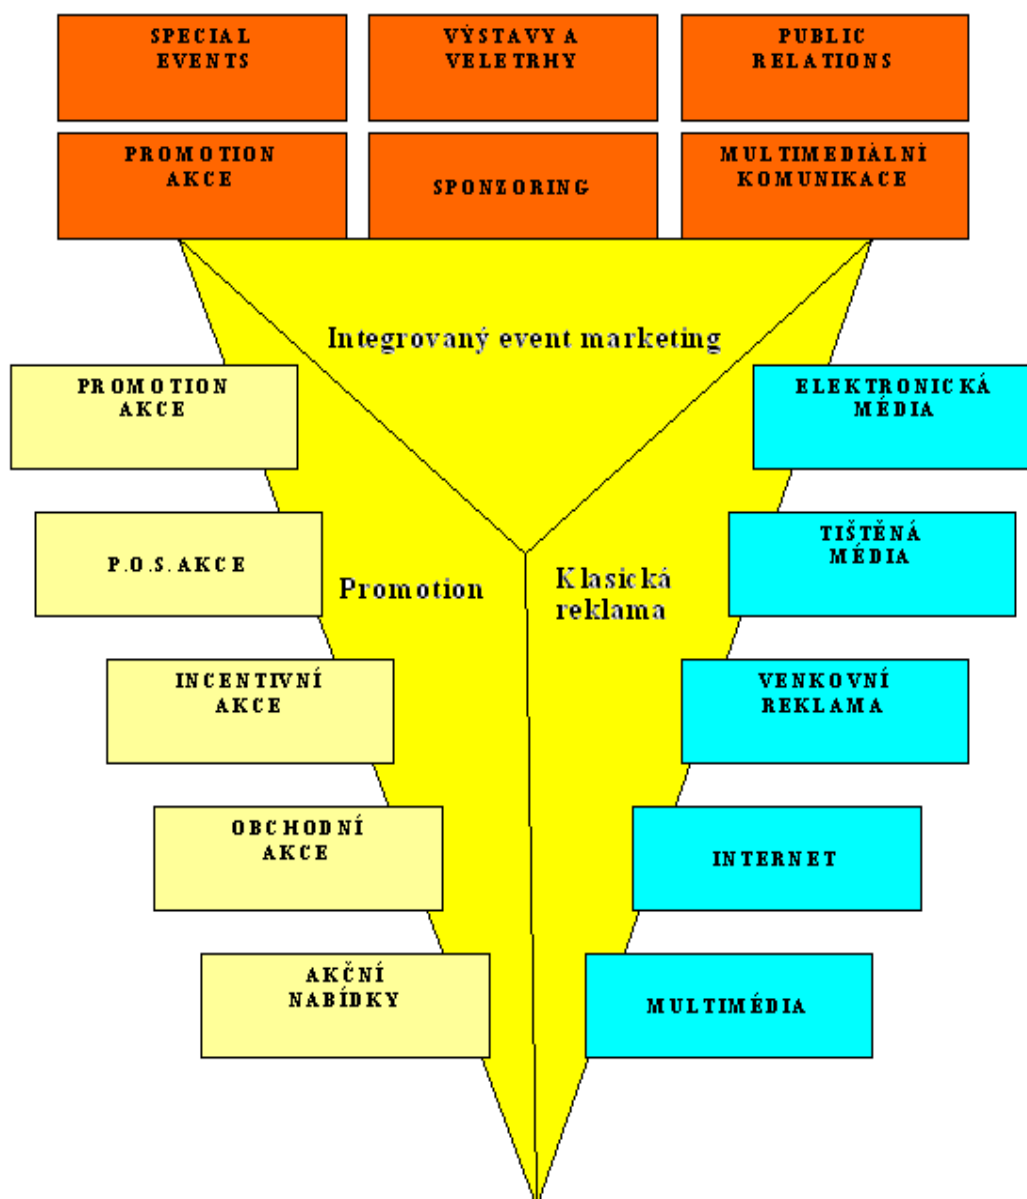 SPECIAL
EVENTS
VÝSTAVY A
VELETRHY
PUBLIC
RELATIONS
PROMOTION
AKCE
SPONZORING
MULTIMEDIÁLNÍ
KOMUNIKACE
Integrovaný event marketing
PROMOTION
AKCE
ELEKTRONICKÁ
MÉDIA
P.O.S. AKCE
TIŠTĚNÁ
MÉDIA
Promotion
Klasická
reklama
INCENTIVNÍ
AKCE
VENKOVNÍ
REKLAMA
OBCHODNÍ
AKCE
INTERNET
AKČNÍ
NABÍDKY
MULTIMÉDIA